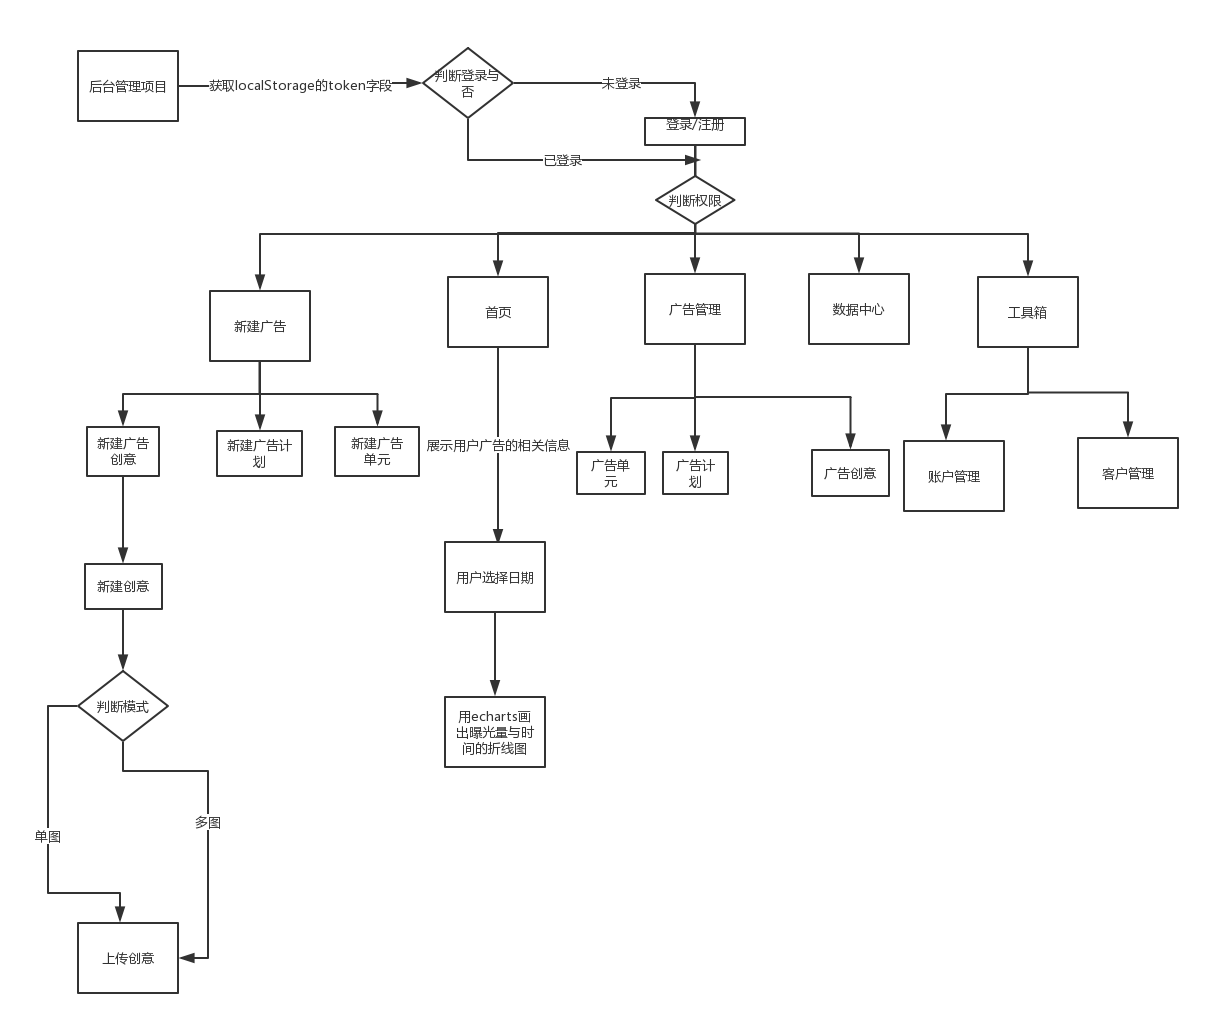 后台管理项目
获取localStorage的token字段
判断登录与
否
未登录
登录/注册
已登录
判断权限
新建广告
首页
广告管理
数据中心
工具箱
新建广告
创意
新建广告计
划
新建广告
单元
展示用户广告的相关信息
广告单
元
广告计
划
广告创意
账户管理
客户管理
新建创意
用户选择日期
判断模式
用echarts画
出曝光量与时
间的折线图
单图
多图
上传创意